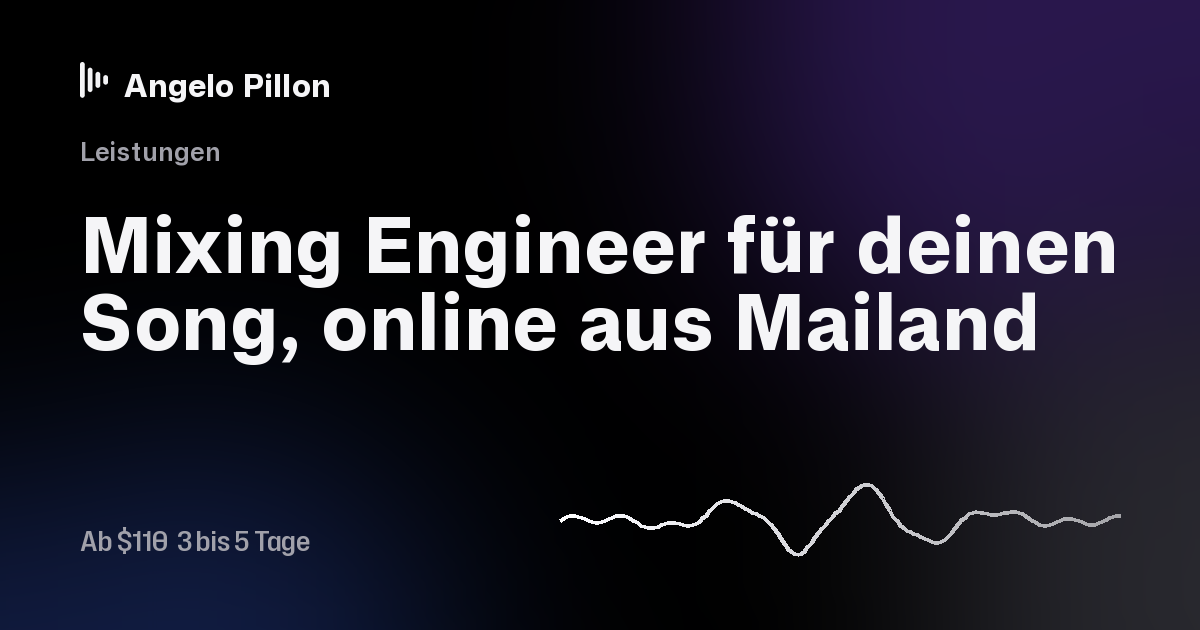 Angelo Pillon
Leistungen
Mixing Engineer für deinen
Song, online aus Mailand
Ab $110 3 bis 5 Tage